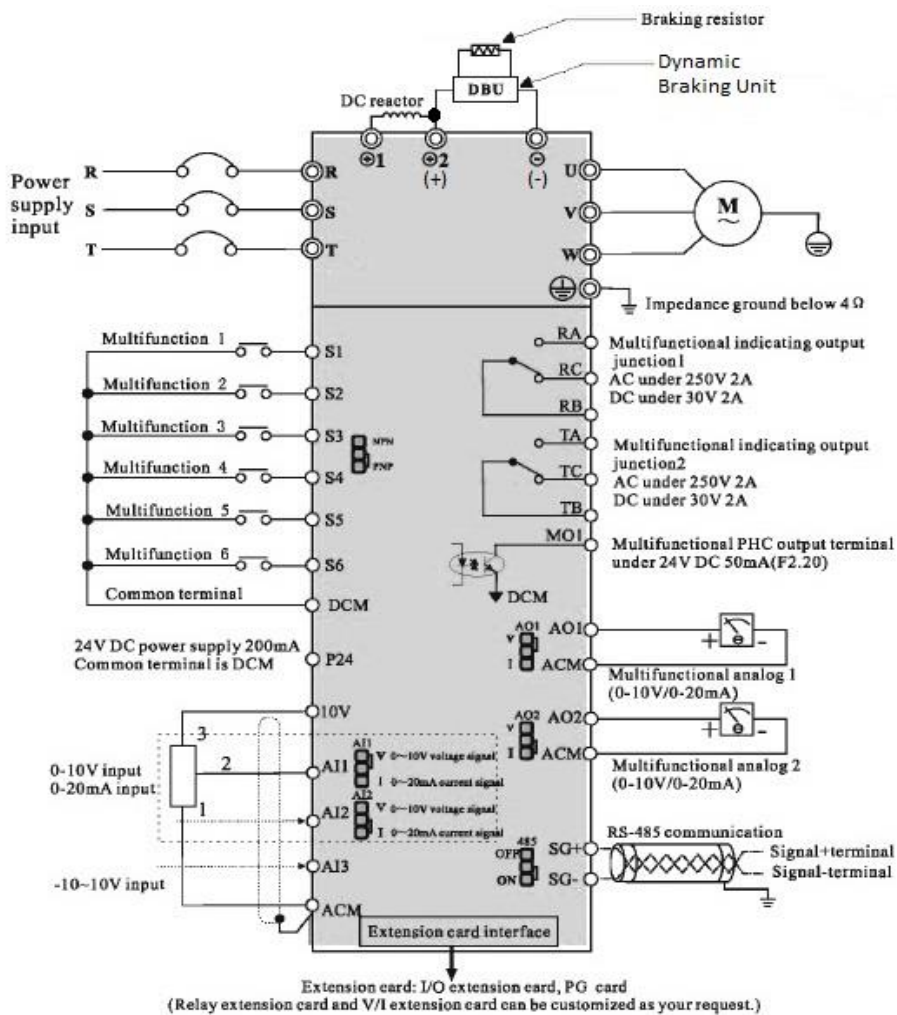 Braking resistor
Dynamic
Braking Unit
DBU
DC reactor
⊕1
⊕2
(+)
⊖
(-)
Power
supply
input
R
S
T
R
S
T
U
V
W
M
Impedance ground below 4 Ω
Multifunction 1
S1
Multifunction 2
S2
Multifunction 3
S3
Multifunction 4
S4
Multifunction 5
S5
Multifunction 6
S6
Common terminal
DCM
NPN
PNP
24V DC power supply 200mA
Common terminal is DCM
P24
RA
RC
RB
Multifunctional indicating output
junction1
AC under 250V 2A
DC under 30V 2A
TA
TC
TB
Multifunctional indicating output
junction2
AC under 250V 2A
DC under 30V 2A
MO1
Multifunctional PHC output terminal
under 24V DC 50mA(F2.20)
DCM
AO1
V
I
AO1
ACM
+
-
Multifunctional analog 1
(0-10V/0-20mA)
AO2
V
I
AO2
ACM
+
-
Multifunctional analog 2
(0-10V/0-20mA)
10V
3
2
1
0-10V input
0-20mA input
AI1
AI1
V 0~10V voltage signal
I 0~20mA current signal
AI2
AI2
V 0~10V voltage signal
I 0~20mA current signal
AI3
-10~10V input
ACM
485
OFF
ON
SG+
SG-
RS-485 communication
Signal+terminal
Signal-terminal
Extension card interface
Extension card: I/O extension card, PG card
(Relay extension card and V/I extension card can be customized as your request.)